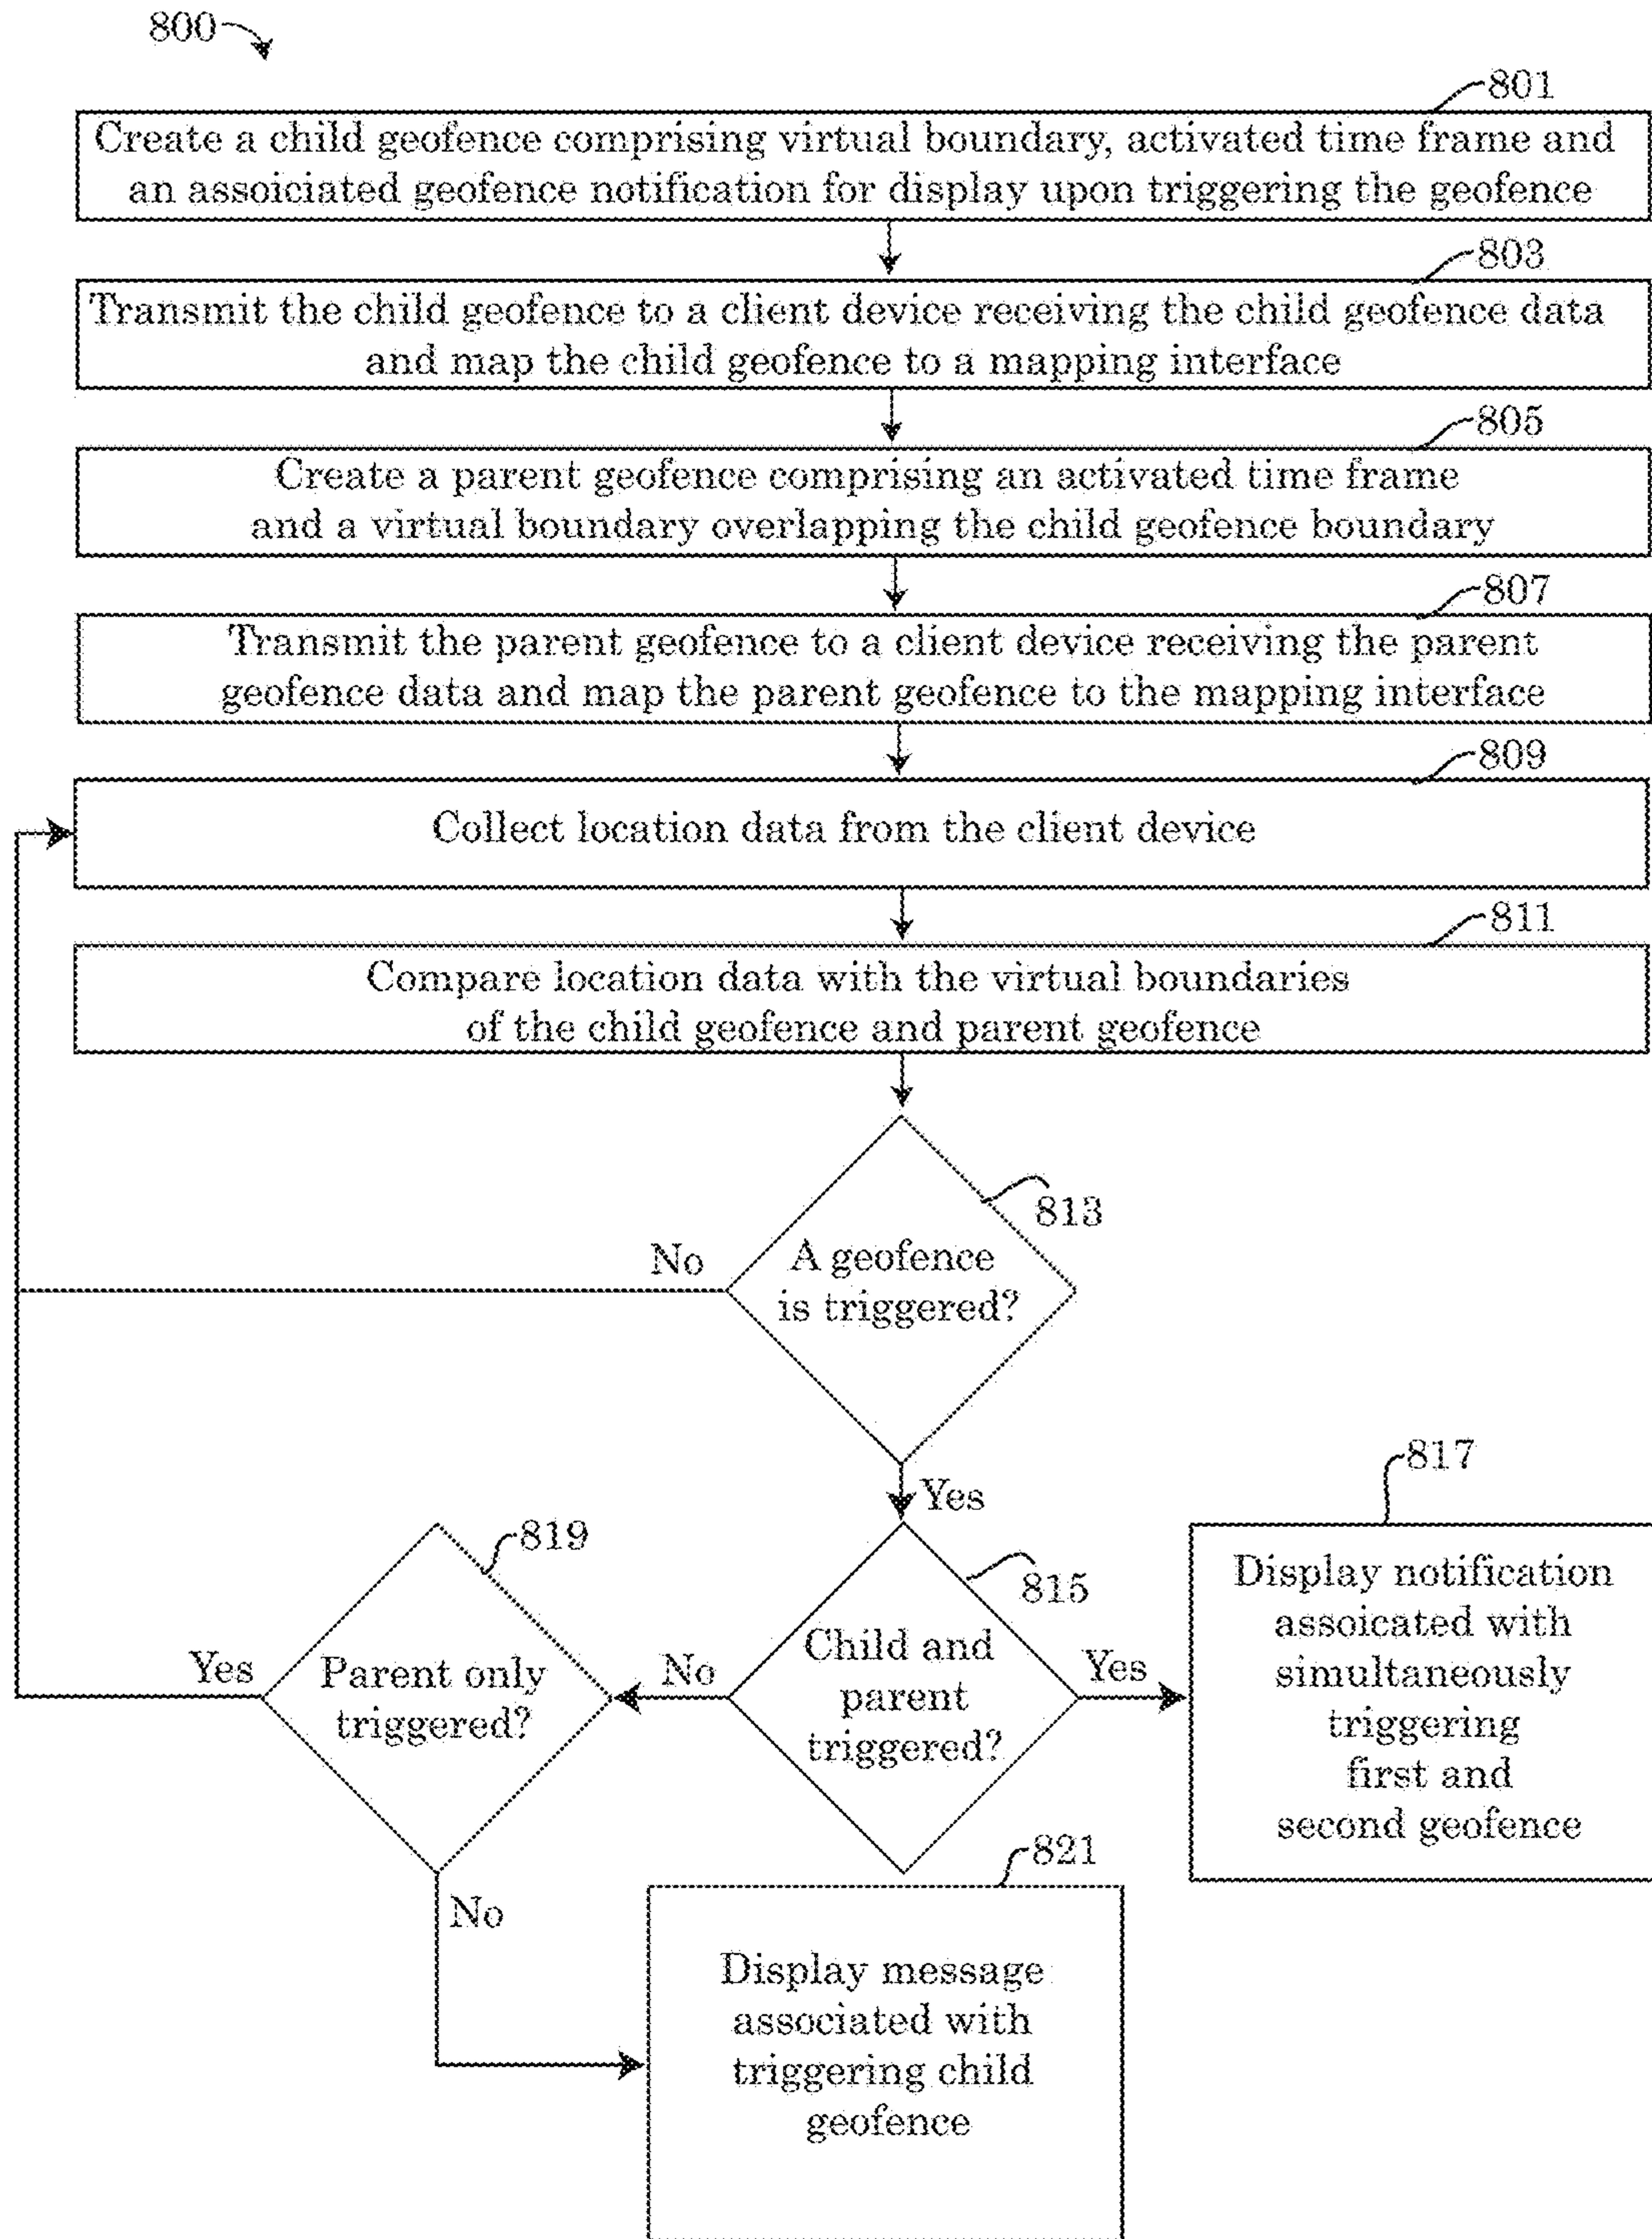 800
801
Create a child geofence comprising virtual boundary, activated time frame and
an assoiciated geofence notification for display upon triggering the geofence
803
Transmit the child geofence to a client device receiving the child geofence data
and map the child geofence to a mapping interface
805
Create a parent geofence comprising an activated time frame
and a virtual boundary overlapping the child geofence boundary
807
Transmit the parent geofence to a client device receiving the parent
geofence data and map the parent geofence to the mapping interface
809
Collect location data from the client device
811
Compare location data with the virtual boundaries
of the child geofence and parent geofence
813
No
A geofence
is triggered?
Yes
817
819
815
Yes
Parent only
triggered?
No
Child and
parent
triggered?
Yes
Display notification
assoicated with
simultaneously
triggering
first and
second geofence
No
821
Display message
associated with
triggering child
geofence